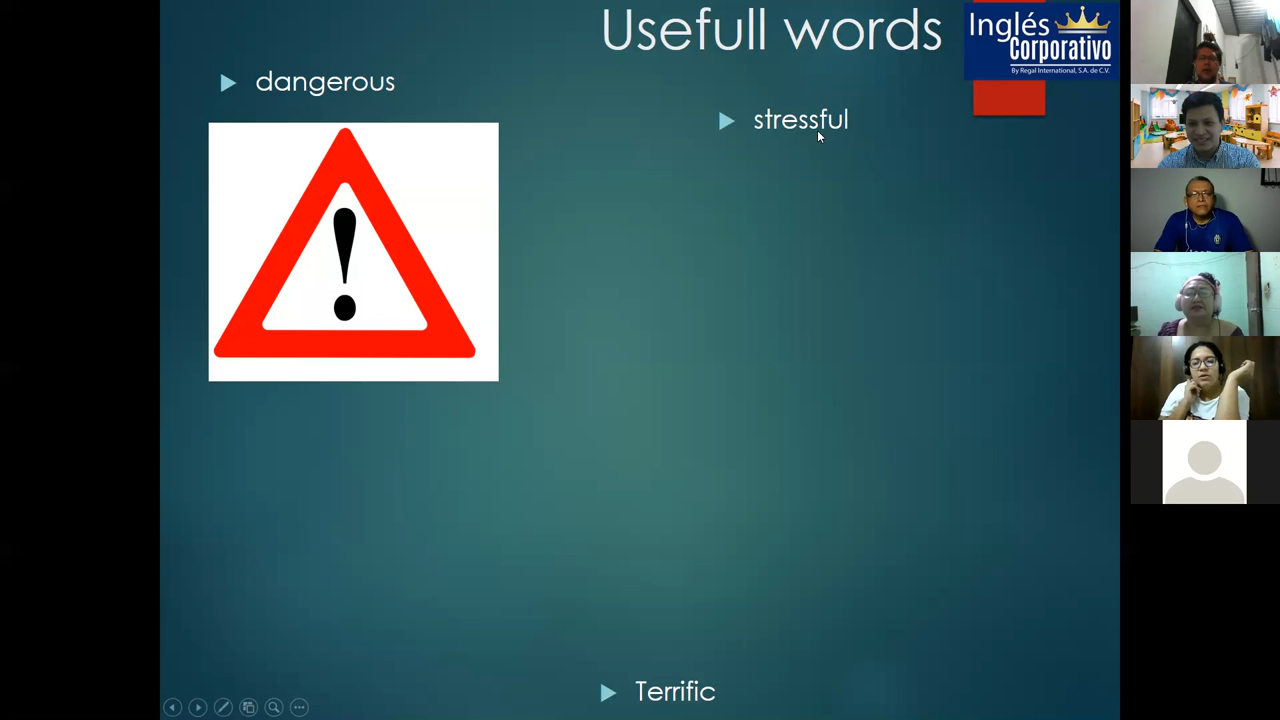 Usefull words
Inglés
Corporativo
By Regal International, S.A. de C.V.
dangerous
stressful
!
Terrific